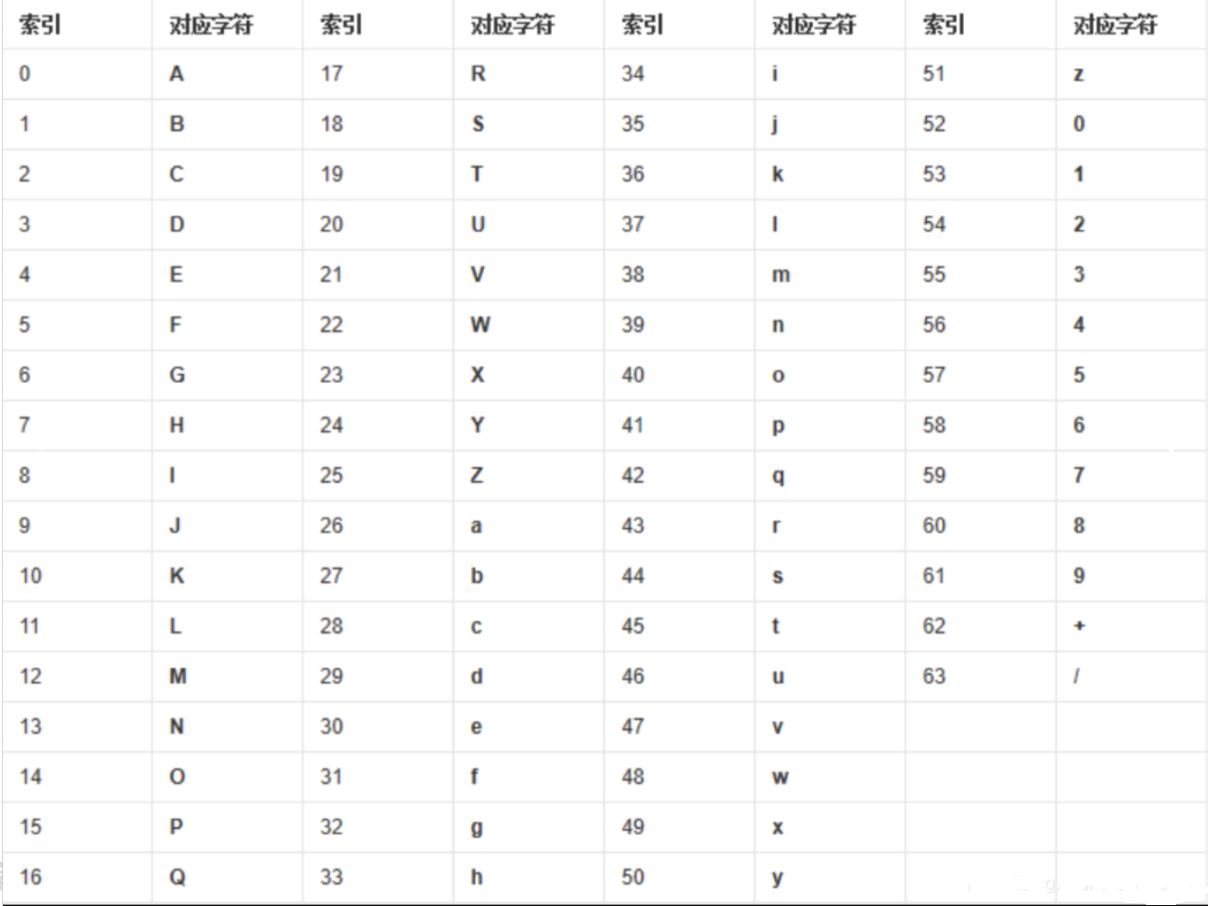 索引 对应字符 索引 对应字符 索引 对应字符 索引 对应字符
0 A 17 R 34 i 51 z
1 B 18 S 35 j 52 0
2 C 19 T 36 k 53 1
3 D 20 U 37 l 54 2
4 E 21 V 38 m 55 3
5 F 22 W 39 n 56 4
6 G 23 X 40 o 57 5
7 H 24 Y 41 p 58 6
8 I 25 Z 42 q 59 7
9 J 26 a 43 r 60 8
10 K 27 b 44 s 61 9
11 L 28 c 45 t 62 +
12 M 29 d 46 u 63 /
13 N 30 e 47 v
14 O 31 f 48 w
15 P 32 g 49 x
16 Q 33 h 50 y